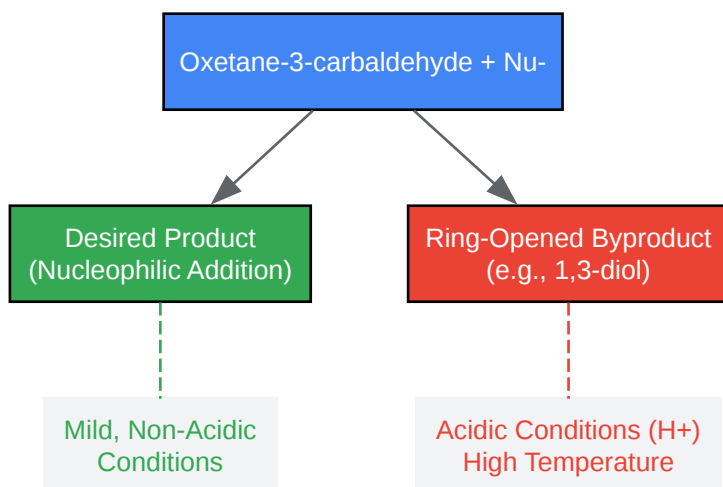 Oxetane-3-carbaldehyde + Nu-
Desired Product
(Nucleophilic Addition)
Ring-Opened Byproduct
(e.g., 1,3-diol)
Mild, Non-Acidic
Conditions
Acidic Conditions (H+)
High Temperature